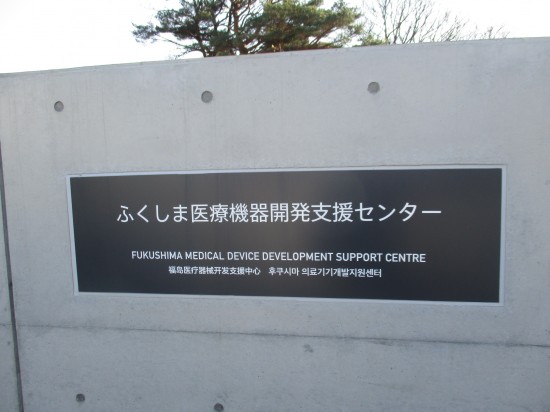 ふくしま医療機器開発支援センター
FUKUSHIMA MEDICAL DEVICE DEVELOPMENT SUPPORT CENTRE
福岛医疗器械开发支援中心　후쿠시마 의료기기개발지원센터